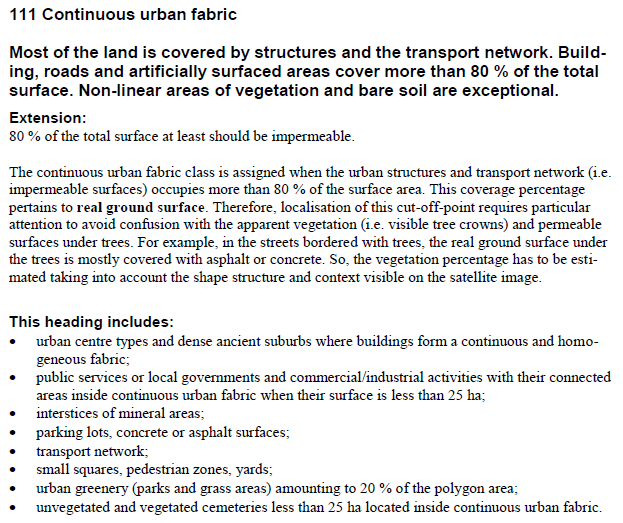 111 Continuous urban fabric
Most of the land is covered by structures and the transport network. Build-
ing, roads and artificially surfaced areas cover more than 80 % of the total
surface. Non-linear areas of vegetation and bare soil are exceptional.
Extension:
80 % of the total surface at least should be impermeable.
The continuous urban fabric class is assigned when the urban structures and transport network (i.e.
impermeable surfaces) occupies more than 80 % of the surface area. This coverage percentage
pertains to real ground surface. Therefore, localisation of this cut-off-point requires particular
attention to avoid confusion with the apparent vegetation (i.e. visible tree crowns) and permeable
surfaces under trees. For example, in the streets bordered with trees, the real ground surface under
the trees is mostly covered with asphalt or concrete. So, the vegetation percentage has to be esti-
mated taking into account the shape structure and context visible on the satellite image.
This heading includes:
• urban centre types and dense ancient suburbs where buildings form a continuous and homo-
geneous fabric;
• public services or local governments and commercial/industrial activities with their connected
areas inside continuous urban fabric when their surface is less than 25 ha;
• interstices of mineral areas;
• parking lots, concrete or asphalt surfaces;
• transport network;
• small squares, pedestrian zones, yards;
• urban greenery (parks and grass areas) amounting to 20 % of the polygon area;
• unvegetated and vegetated cemeteries less than 25 ha located inside continuous urban fabric.